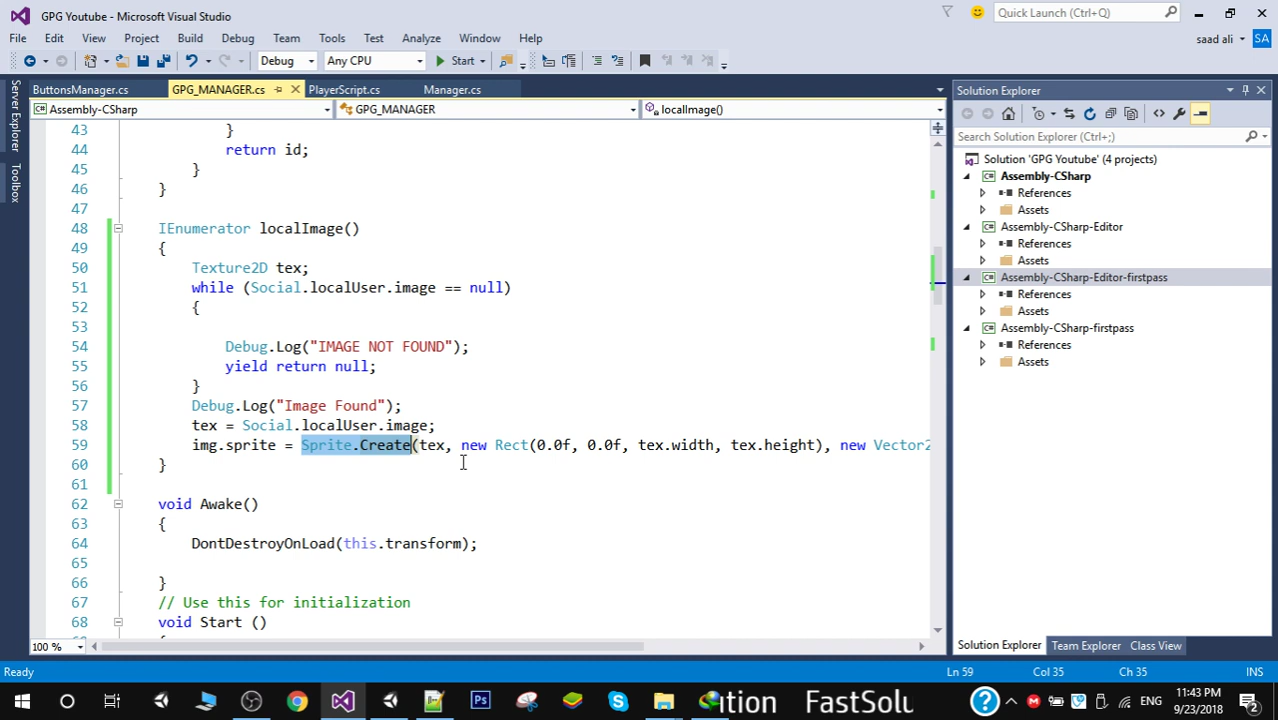 GPG Youtube - Microsoft Visual Studio
Quick Launch (Ctrl+Q)
File Edit View Project Build Debug Team Tools Test Analyze Window Help
saad ali SA
Debug Any CPU Start
ButtonsManager.cs GPG_MANAGER.cs PlayerScript.cs Manager.cs
Assembly-CSharp GPG_MANAGER localImage()
Server Explorer
Toolbox
43 }
44 return id;
45 }
46 }
47
48 IEnumerator localImage()
49 {
50 Texture2D tex;
51 while (Social.localUser.image == null)
52 {
53
54 Debug.Log("IMAGE NOT FOUND");
55 yield return null;
56 }
57 Debug.Log("Image Found");
58 tex = Social.localUser.image;
59 img.sprite = Sprite.Create(tex, new Rect(0.0f, 0.0f, tex.width, tex.height), new Vector2
60 }
61
62 void Awake()
63 {
64 DontDestroyOnLoad(this.transform);
65
66 }
67 // Use this for initialization
68 void Start ()
100 %
Solution Explorer
Search Solution Explorer (Ctrl+;)
Solution 'GPG Youtube' (4 projects)
Assembly-CSharp
References
Assets
Assembly-CSharp-Editor
References
Assets
Assembly-CSharp-Editor-firstpass
References
Assets
Assembly-CSharp-firstpass
References
Assets
Solution Explorer Team Explorer Class View
Ready Ln 59 Col 35 Ch 35 INS
ition FastSolu
ENG
11:43 PM
9/23/2018
2